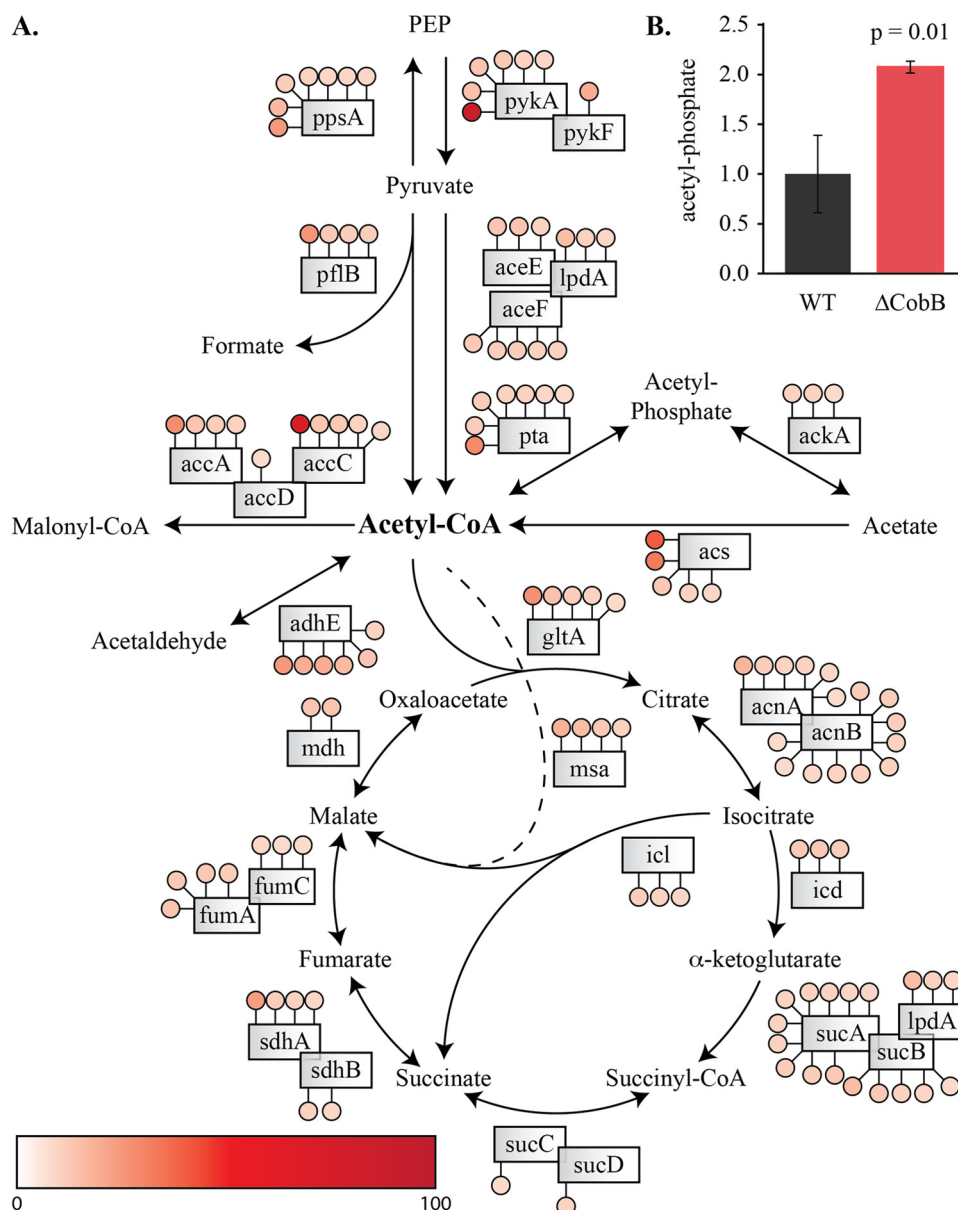 A.
PEP
ppsA
pykA
pykF
Pyruvate
pflB
aceE
lpdA
aceF
Formate
Acetyl-
Phosphate
pta
ackA
accA
accC
accD
Malonyl-CoA
Acetyl-CoA
Acetate
acs
Acetaldehyde
adhE
gltA
Oxaloacetate
Citrate
acnA
acnB
mdh
msa
Malate
Isocitrate
icl
icd
fumC
fumA
Fumarate
α-ketoglutarate
sdhA
sdhB
sucA
lpdA
sucB
Succinate
Succinyl-CoA
sucC
sucD
0
100
B.
p = 0.01
acetyl-phosphate
2.5
2.0
1.5
1.0
0.5
0.0
WT
ΔCobB